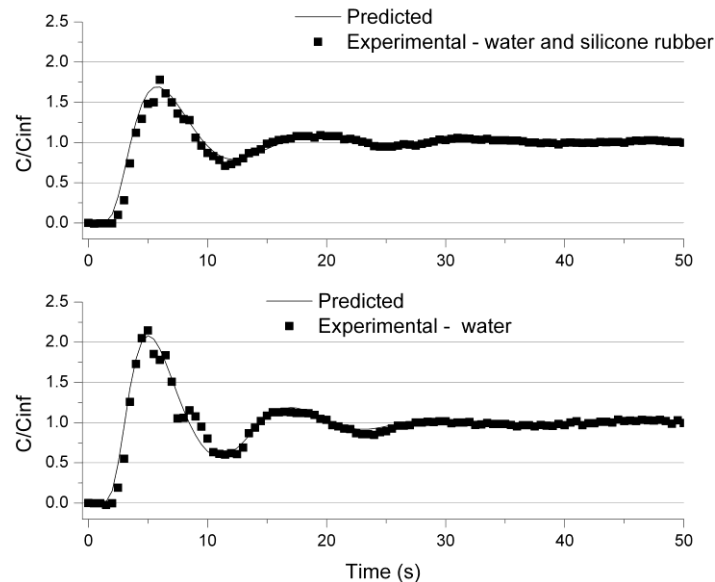 Predicted
Experimental - water and silicone rubber
2.5
2.0
1.5
1.0
0.5
0.0
C/Cinf
0 10 20 30 40 50
Predicted
Experimental - water
2.5
2.0
1.5
1.0
0.5
0.0
C/Cinf
0 10 20 30 40 50
Time (s)